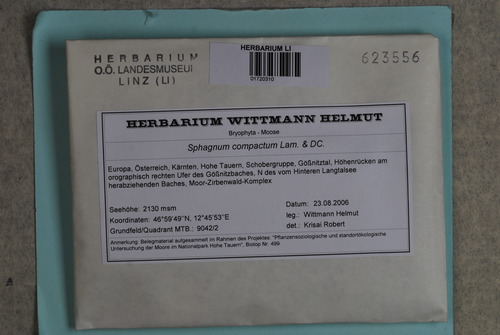 HERBARIUM
O.Ö. LANDESMUSEUM
LINZ (LI)
HERBARIUM LI
01720310
623556
HERBARIUM WITTMANN HELMUT
Bryophyta - Moose
Sphagnum compactum Lam. & DC.
Europa, Österreich, Kärnten, Hohe Tauern, Schobergruppe, Gößnitztal, Höhenrücken am
orographisch rechten Ufer des Gößnitzbaches, N des vom Hinteren Langtalsee
herabziehenden Baches, Moor-Zirbenwald-Komplex
Seehöhe: 2130 msm
Datum: 23.08.2006
Koordinaten: 46°59'49"N, 12°45'53"E
leg.: Wittmann Helmut
Grundfeld/Quadrant MTB.: 9042/2
det.: Krisai Robert
Anmerkung: Belegmaterial aufgesammelt im Rahmen des Projektes: "Pflanzensoziologische und standortökologische
Untersuchung der Moore im Nationalpark Hohe Tauern", Biotop Nr. 499